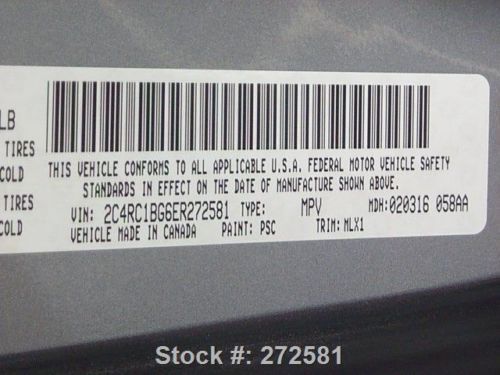 LB
TIRES
COLD
TIRES
COLD
THIS VEHICLE CONFORMS TO ALL APPLICABLE U.S.A. FEDERAL MOTOR VEHICLE SAFETY
STANDARDS IN EFFECT ON THE DATE OF MANUFACTURE SHOWN ABOVE.
VIN: 2C4RC1BG6ER272581 TYPE: MPV MDH:020316 058AA
VEHICLE MADE IN CANADA PAINT: PSC TRIM: MLX1
Stock #: 272581